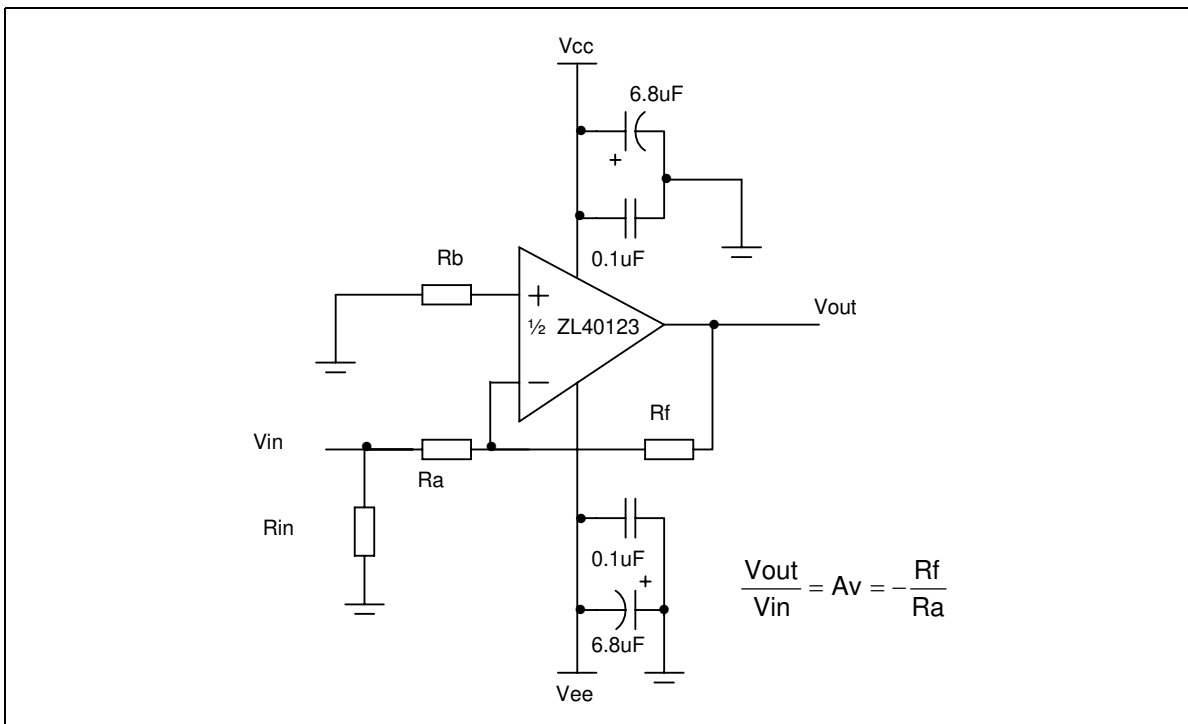 Vcc
6.8uF
+
0.1uF
Rb
+
½ ZL40123
Vout
−
Rf
Vin
Ra
Rin
0.1uF
+
6.8uF
Vout/Vin = Av = −Rf/Ra
Vee